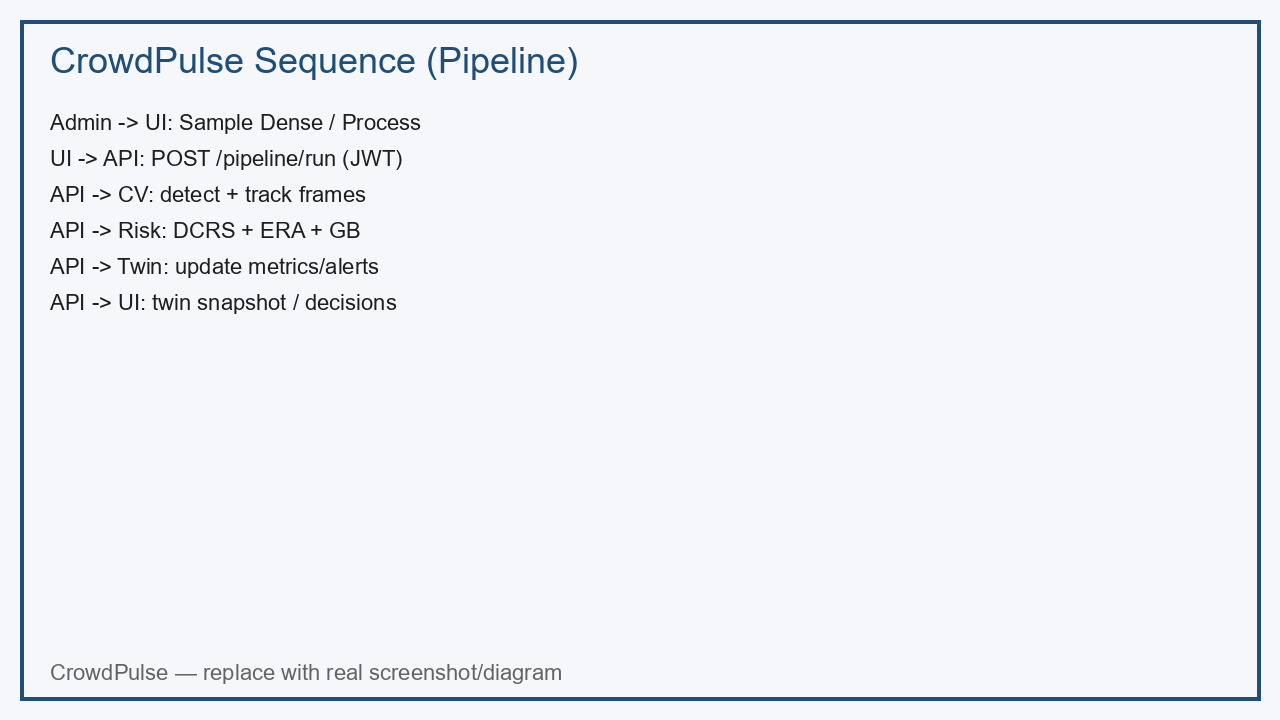 CrowdPulse Sequence (Pipeline)
Admin -> UI: Sample Dense / Process
UI -> API: POST /pipeline/run (JWT)
API -> CV: detect + track frames
API -> Risk: DCRS + ERA + GB
API -> Twin: update metrics/alerts
API -> UI: twin snapshot / decisions
CrowdPulse — replace with real screenshot/diagram